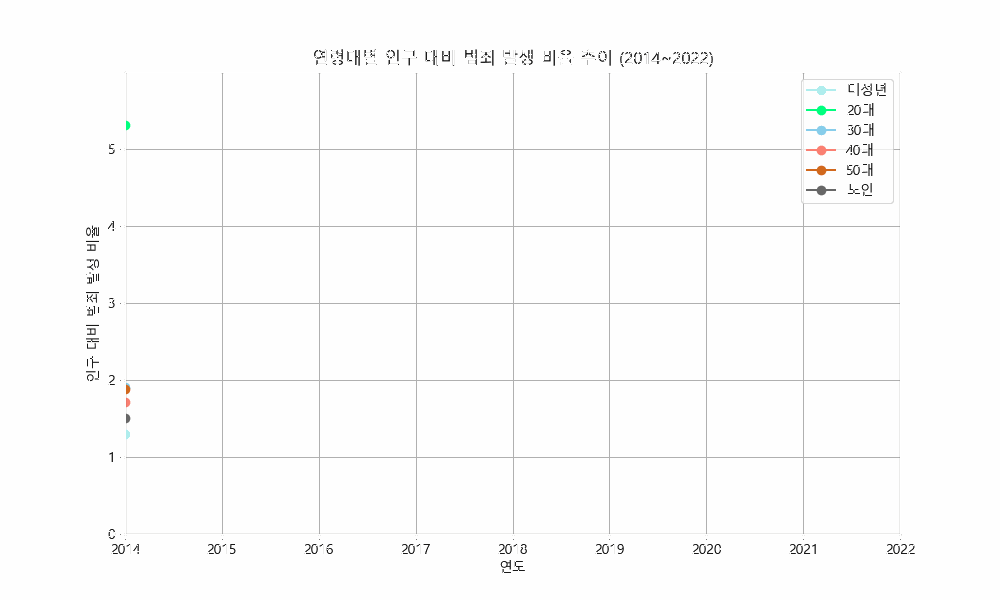 연령대별 인구 대비 범죄 발생 비율 추이 (2014~2022)
미성년
20대
30대
40대
50대
노인
인구 대비 범죄 발생 비율
5
4
3
2
1
0
2014 2015 2016 2017 2018 2019 2020 2021 2022
연도